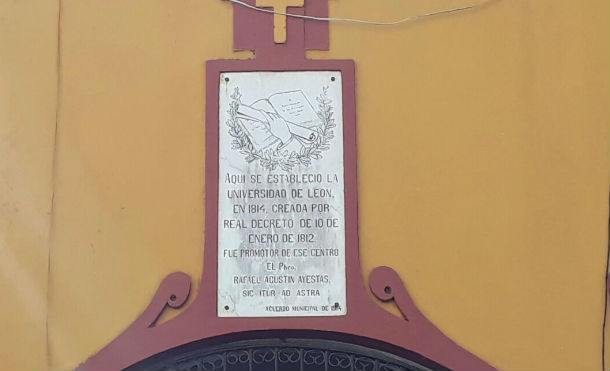 AQUI SE ESTABLECIO LA
UNIVERSIDAD DE LEON,
EN 1814, CREADA POR
REAL DECRETO DE 10 DE
ENERO DE 1812.
FUE PROMOTOR DE ESE CENTRO
EL Pbro.
RAFAEL AGUSTIN AYESTAS,
SIC ITUR AD ASTRA
ACUERDO MUNICIPAL DE